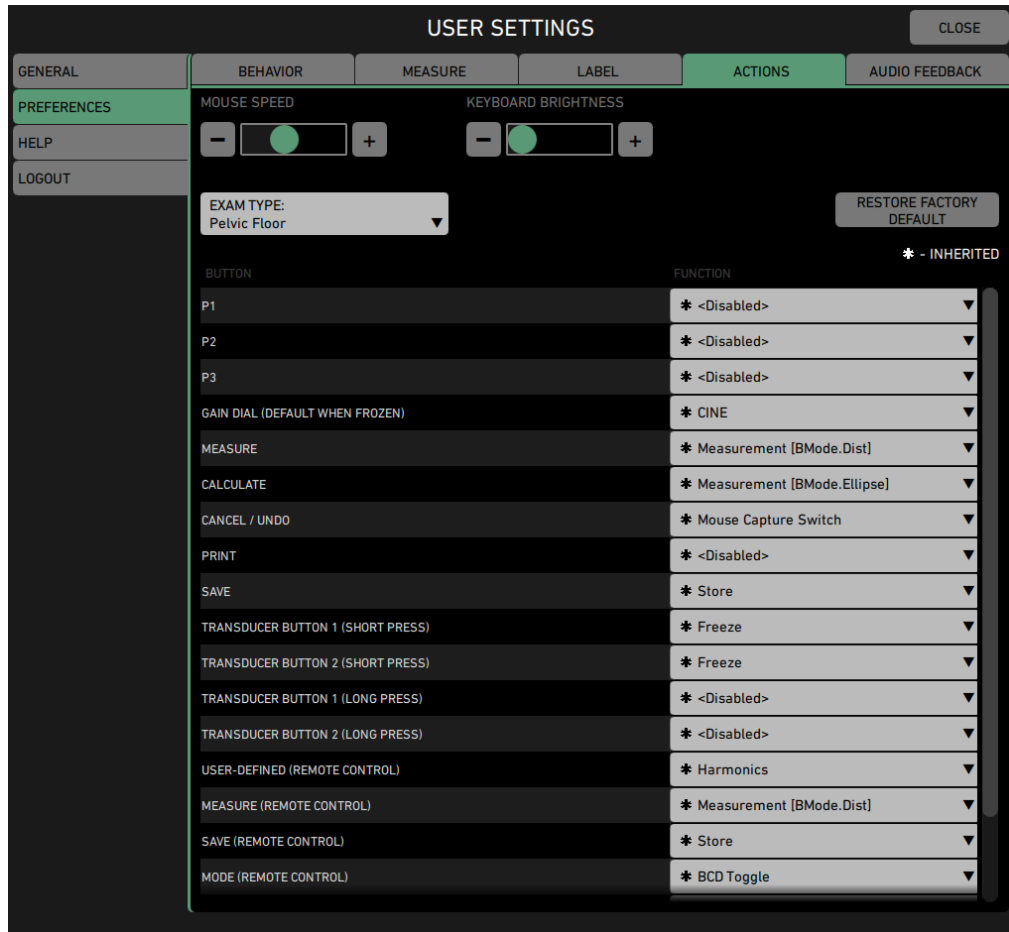 USER SETTINGS
CLOSE
GENERAL
PREFERENCES
HELP
LOGOUT
BEHAVIOR MEASURE LABEL ACTIONS AUDIO FEEDBACK
MOUSE SPEED KEYBOARD BRIGHTNESS
− + − +
EXAM TYPE:
Pelvic Floor ▼
RESTORE FACTORY
DEFAULT
✱ - INHERITED
BUTTON FUNCTION
P1 ✱ <Disabled> ▼
P2 ✱ <Disabled> ▼
P3 ✱ <Disabled> ▼
GAIN DIAL (DEFAULT WHEN FROZEN) ✱ CINE ▼
MEASURE ✱ Measurement [BMode.Dist] ▼
CALCULATE ✱ Measurement [BMode.Ellipse] ▼
CANCEL / UNDO ✱ Mouse Capture Switch ▼
PRINT ✱ <Disabled> ▼
SAVE ✱ Store ▼
TRANSDUCER BUTTON 1 (SHORT PRESS) ✱ Freeze ▼
TRANSDUCER BUTTON 2 (SHORT PRESS) ✱ Freeze ▼
TRANSDUCER BUTTON 1 (LONG PRESS) ✱ <Disabled> ▼
TRANSDUCER BUTTON 2 (LONG PRESS) ✱ <Disabled> ▼
USER-DEFINED (REMOTE CONTROL) ✱ Harmonics ▼
MEASURE (REMOTE CONTROL) ✱ Measurement [BMode.Dist] ▼
SAVE (REMOTE CONTROL) ✱ Store ▼
MODE (REMOTE CONTROL) ✱ BCD Toggle ▼